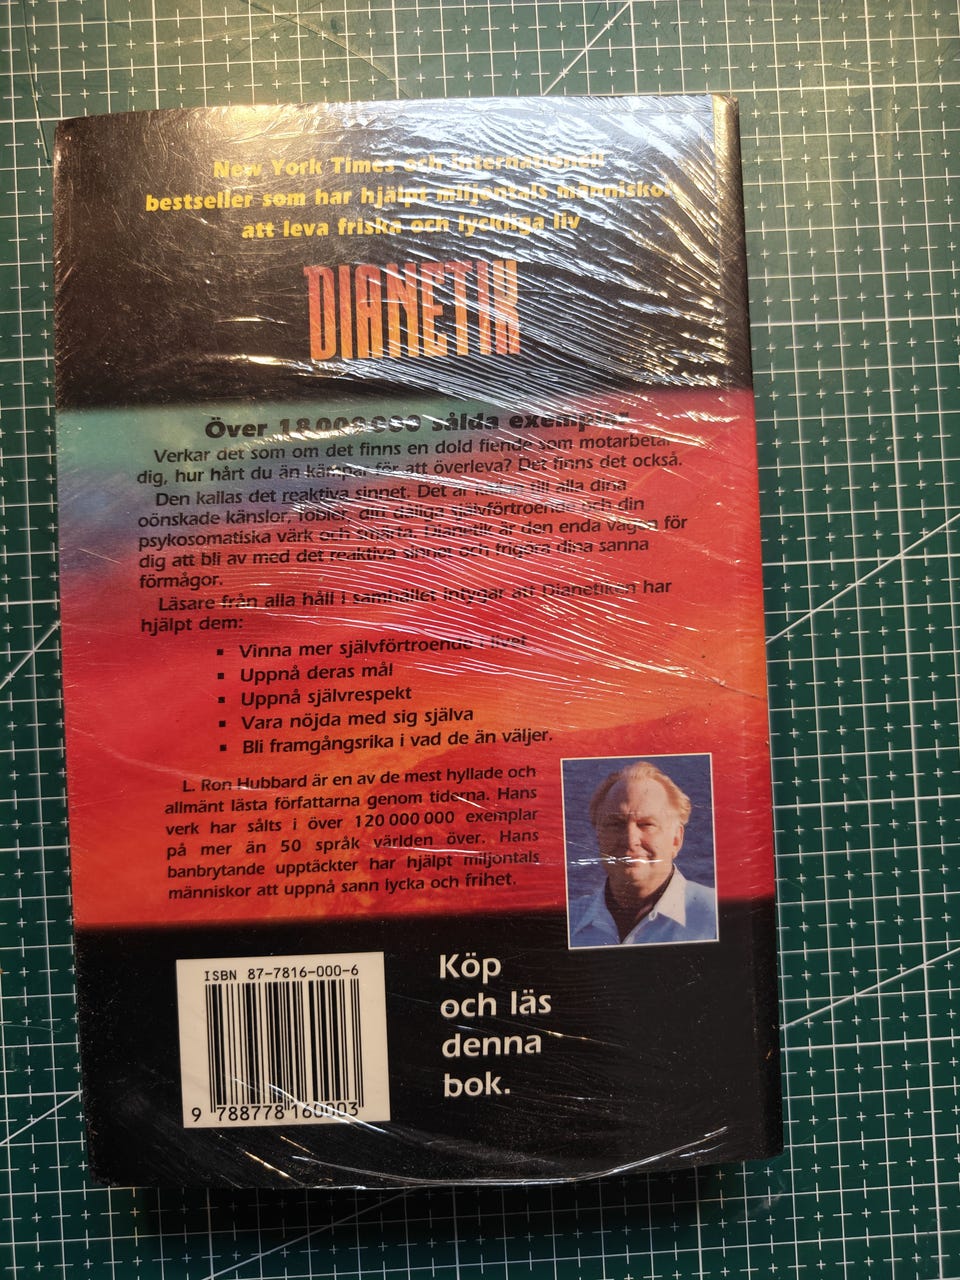 New York Times och internationell
bestseller som har hjälpt miljontals människor
att leva friska och lyckliga liv
DIANETIK
Över 18 000 000 sålda exemplar
Verkar det som om det finns en dold fiende som motarbetar
dig, hur hårt du än kämpar för att överleva? Det finns det också.
Den kallas det reaktiva sinnet. Det är källan till alla dina
oönskade känslor, fobier, din dåliga självförtroende och din
psykosomatiska värk och smärta. Dianetik är den enda vägen för
dig att bli av med det reaktiva sinnet och frigöra dina sanna
förmågor.
Läsare från alla håll i samhället intygar att Dianetiken har
hjälpt dem:
▪ Vinna mer självförtroende i livet
▪ Uppnå deras mål
▪ Uppnå självrespekt
▪ Vara nöjda med sig själva
▪ Bli framgångsrika i vad de än väljer.
L. Ron Hubbard är en av de mest hyllade och
allmänt lästa författarna genom tiderna. Hans
verk har sålts i över 120 000 000 exemplar
på mer än 50 språk världen över. Hans
banbrytande upptäckter har hjälpt miljontals
människor att uppnå sann lycka och frihet.
ISBN 87-7816-000-6
9 788778 160003
Köp
och läs
denna
bok.